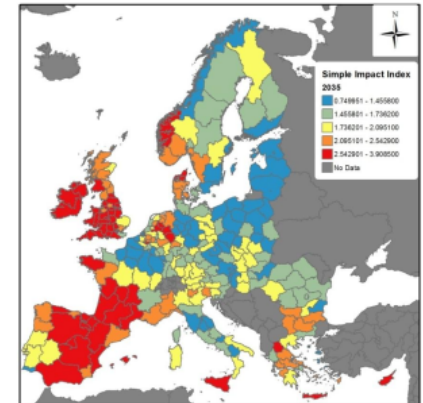 N
Simple Impact Index
2035
0.749951 - 1.455800
1.455801 - 1.736200
1.736201 - 2.095100
2.095101 - 2.542900
2.542901 - 3.908500
No Data